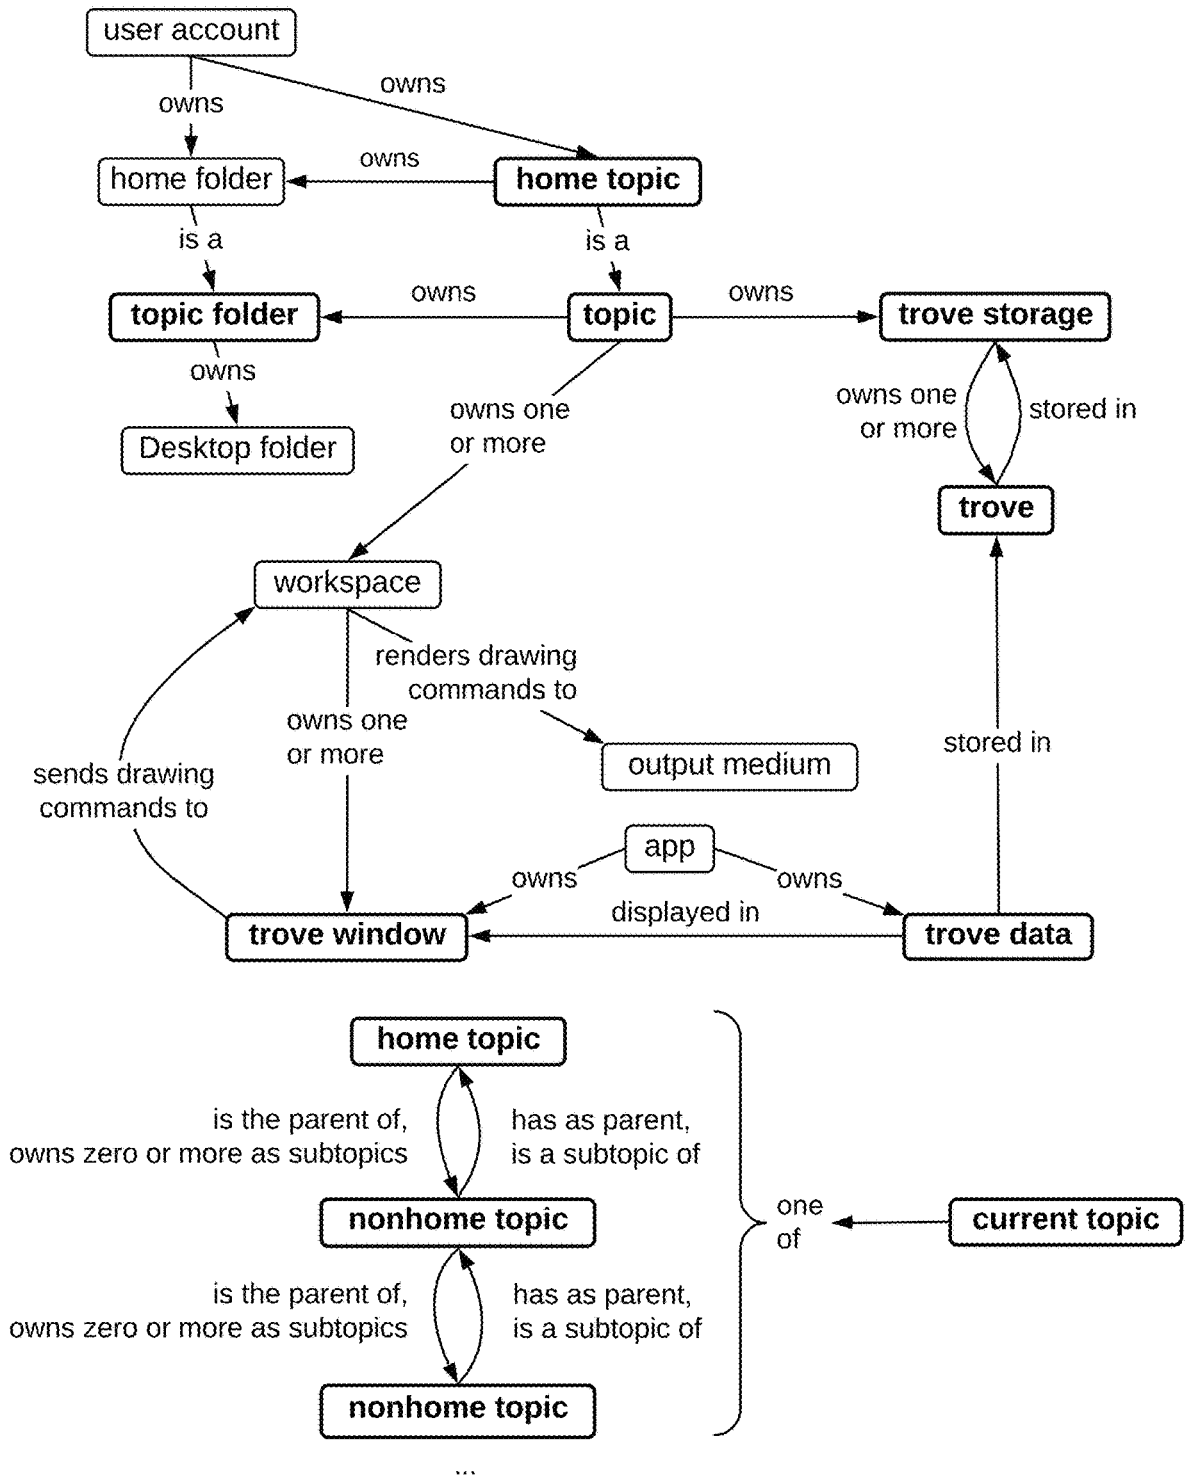 user account
owns
owns
home folder
owns
home topic
is a
is a
topic folder
owns
topic
owns
trove storage
owns
Desktop folder
owns one
or more
owns one
or more
stored in
trove
workspace
renders drawing
commands to
owns one
or more
output medium
stored in
sends drawing
commands to
app
owns
owns
displayed in
trove window
trove data
home topic
is the parent of,
owns zero or more as subtopics
has as parent,
is a subtopic of
nonhome topic
one
of
current topic
is the parent of,
owns zero or more as subtopics
has as parent,
is a subtopic of
nonhome topic
...